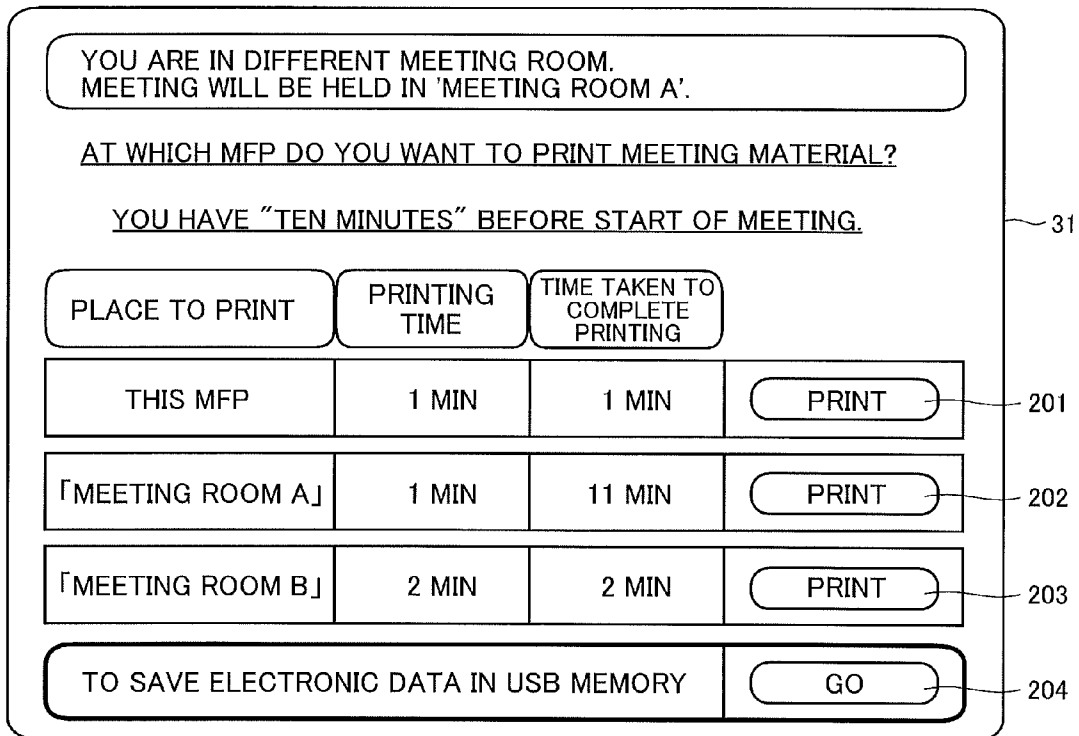 YOU ARE IN DIFFERENT MEETING ROOM.
MEETING WILL BE HELD IN 'MEETING ROOM A'.
AT WHICH MFP DO YOU WANT TO PRINT MEETING MATERIAL?
YOU HAVE "TEN MINUTES" BEFORE START OF MEETING.
31
PLACE TO PRINT
PRINTING
TIME
TIME TAKEN TO
COMPLETE
PRINTING
THIS MFP 1 MIN 1 MIN PRINT 201
「MEETING ROOM A」 1 MIN 11 MIN PRINT 202
「MEETING ROOM B」 2 MIN 2 MIN PRINT 203
TO SAVE ELECTRONIC DATA IN USB MEMORY GO 204